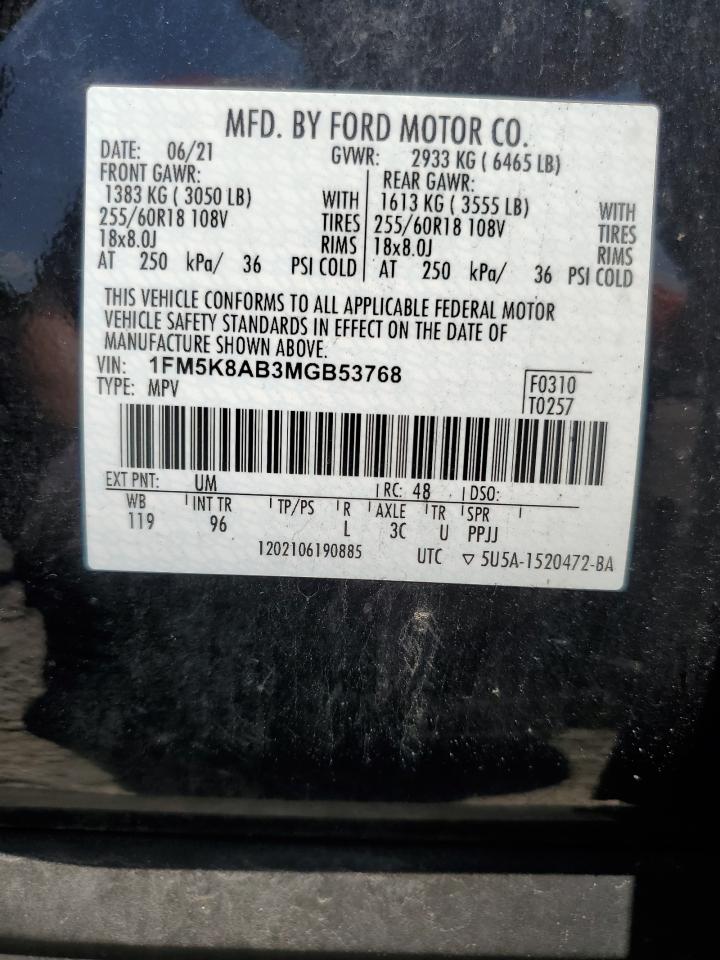 MFD. BY FORD MOTOR CO.
DATE: 06/21 GVWR: 2933 KG ( 6465 LB)
FRONT GAWR: REAR GAWR:
1383 KG ( 3050 LB) WITH 1613 KG ( 3555 LB) WITH
255/60R18 108V TIRES 255/60R18 108V TIRES
18x8.0J RIMS 18x8.0J RIMS
AT 250 kPa/ 36 PSI COLD AT 250 kPa/ 36 PSI COLD
THIS VEHICLE CONFORMS TO ALL APPLICABLE FEDERAL MOTOR
VEHICLE SAFETY STANDARDS IN EFFECT ON THE DATE OF
MANUFACTURE SHOWN ABOVE.
VIN: 1FM5K8AB3MGB53768
TYPE: MPV
F0310
T0257
EXT PNT: UM RC: 48 DSO:
WB INT TR TP/PS R AXLE TR SPR
119 96 L 3C U PPJJ
1202106190885 UTC ▽ 5U5A-1520472-BA